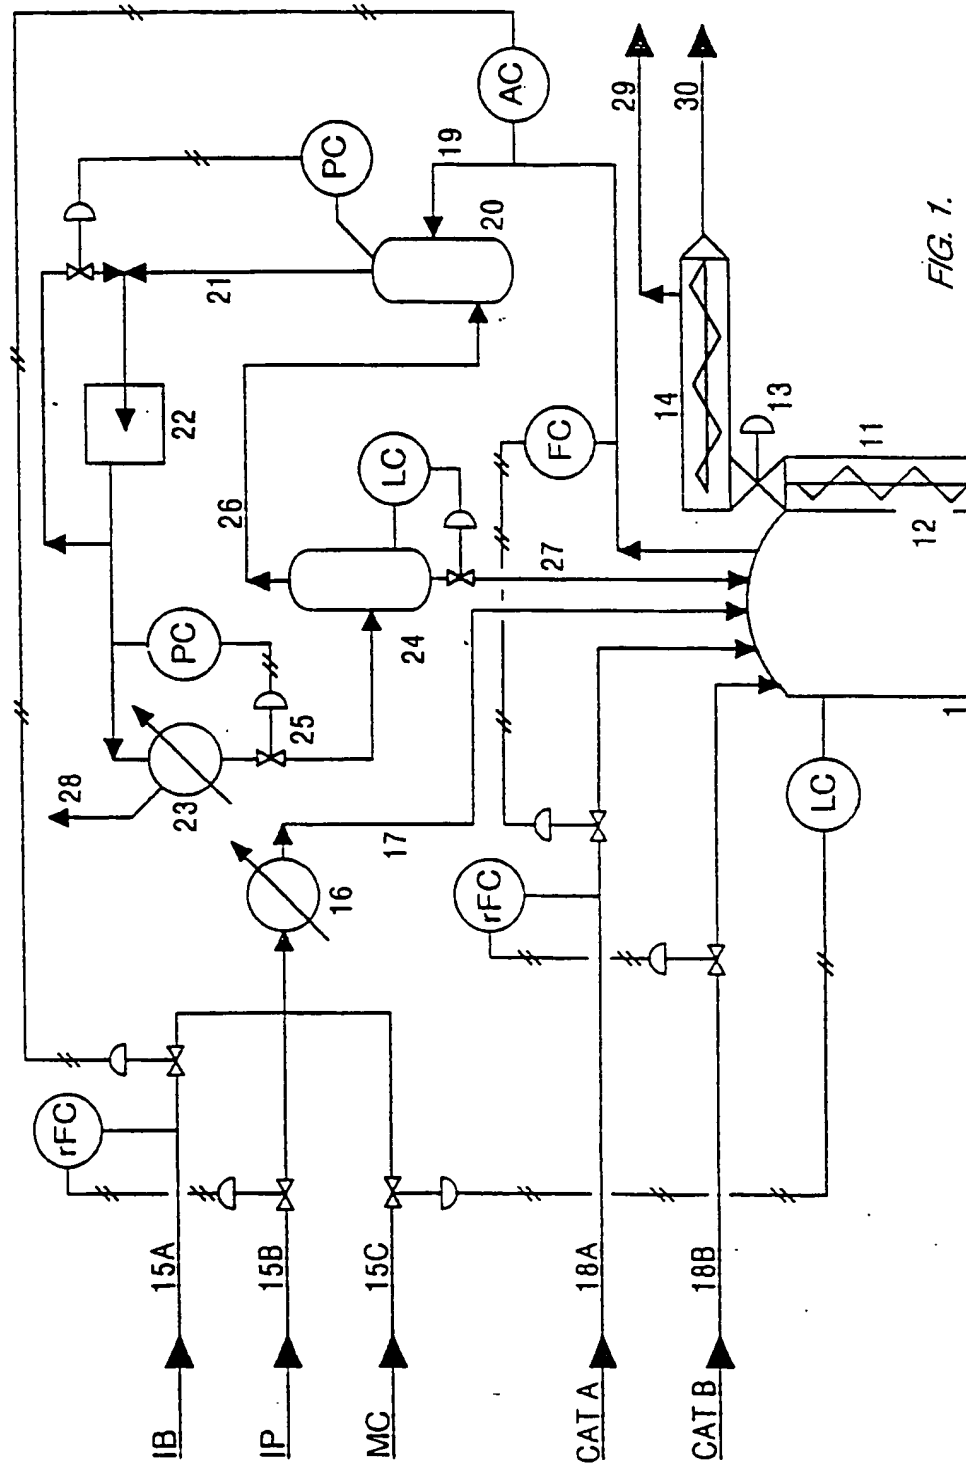 AC
19
PC
20
21
22
26
LC
FC
29
30
14
13
11
12
27
24
PC
25
28
23
17
16
1
LC
rFC
rFC
15A
15B
15C
18A
18B
IB
IP
MC
CAT A
CAT B
FIG. 1.